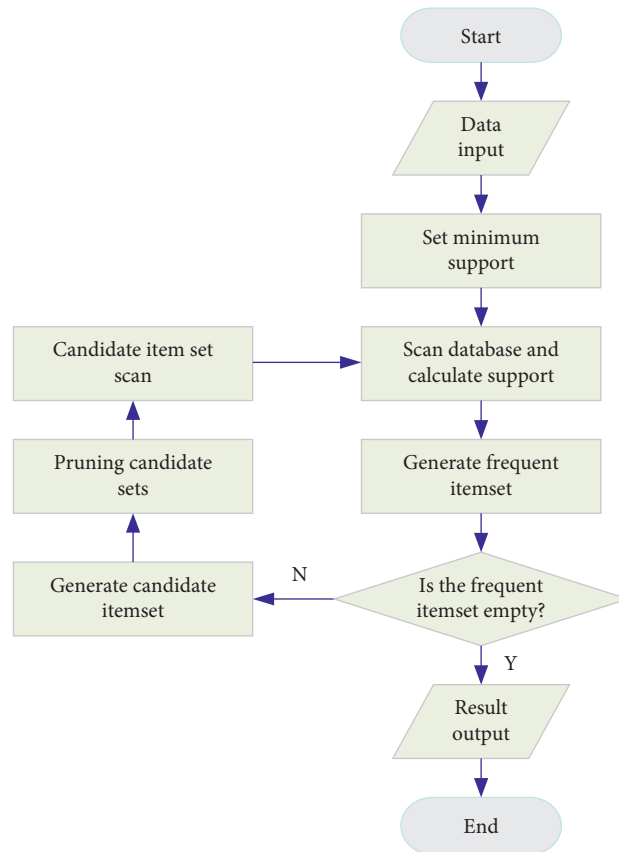 Start
Data
input
Set minimum
support
Candidate item set
scan
Scan database and
calculate support
Pruning candidate
sets
Generate frequent
itemset
Generate candidate
itemset
N
Is the frequent
itemset empty?
Y
Result
output
End